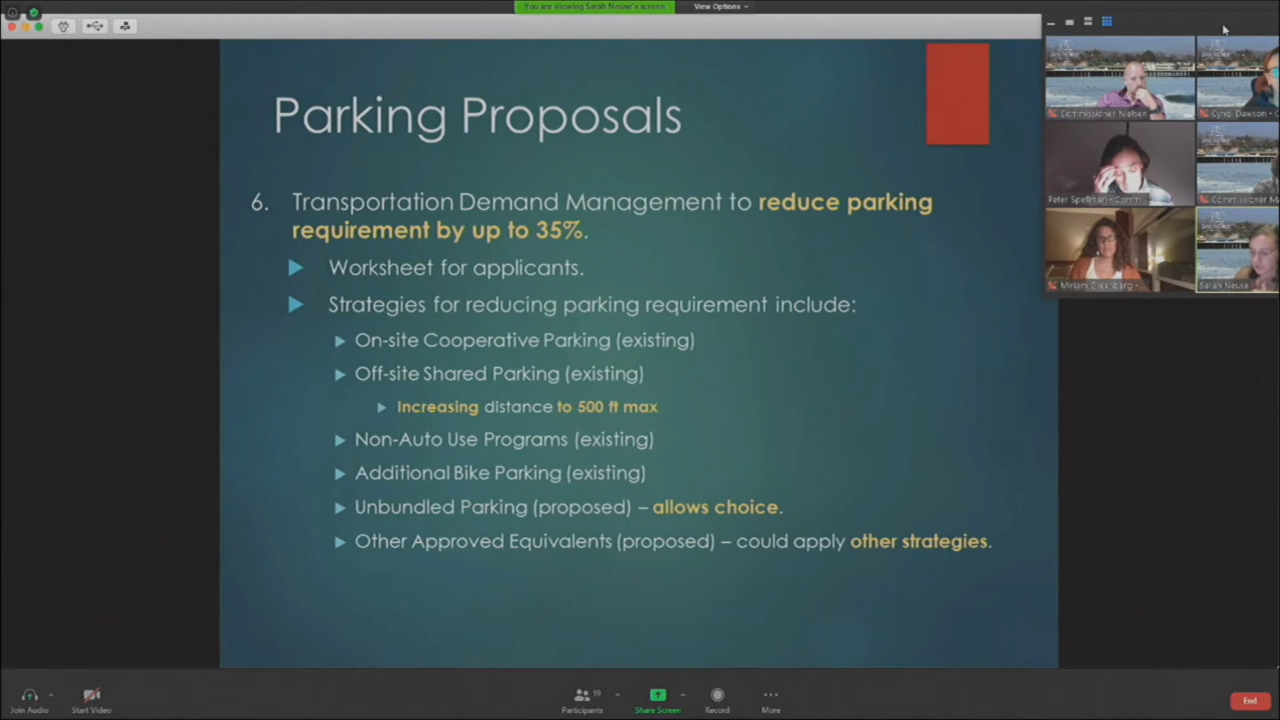 You are viewing Sarah Neuse's screen
View Options
Parking Proposals
6. Transportation Demand Management to reduce parking
requirement by up to 35%.
Worksheet for applicants.
Strategies for reducing parking requirement include:
On-site Cooperative Parking (existing)
Off-site Shared Parking (existing)
Increasing distance to 500 ft max
Non-Auto Use Programs (existing)
Additional Bike Parking (existing)
Unbundled Parking (proposed) – allows choice.
Other Approved Equivalents (proposed) – could apply other strategies.
Commissioner Nielsen
Cyndi Dawson - C
Peter Spellman - Comm
Commissioner M
Miriam Greenberg -
Sarah Neuse
Join Audio
Start Video
Participants
19
Share Screen
Record
More
End